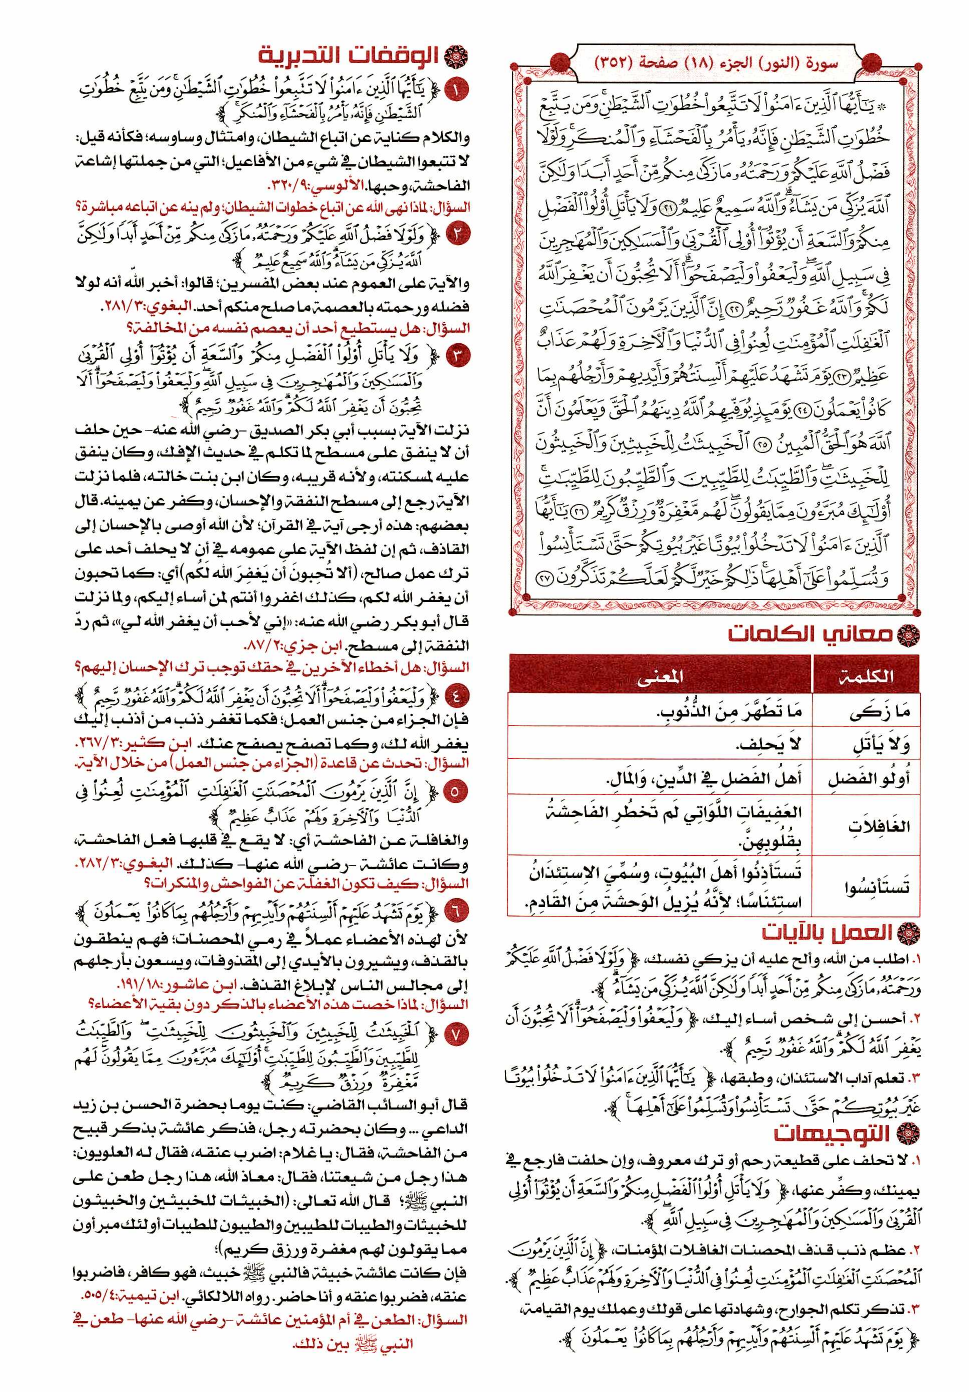 سورة (النور) الجزء (١٨) صفحة (٣٥٢)
* يَٰٓأَيُّهَا ٱلَّذِينَ ءَامَنُوا۟ لَا تَتَّبِعُوا۟ خُطُوَٰتِ ٱلشَّيْطَٰنِ ۚ وَمَن يَتَّبِعْ
خُطُوَٰتِ ٱلشَّيْطَٰنِ فَإِنَّهُۥ يَأْمُرُ بِٱلْفَحْشَآءِ وَٱلْمُنكَرِ ۚ وَلَوْلَا
فَضْلُ ٱللَّهِ عَلَيْكُمْ وَرَحْمَتُهُۥ مَا زَكَىٰ مِنكُم مِّنْ أَحَدٍ أَبَدًا وَلَٰكِنَّ
ٱللَّهَ يُزَكِّى مَن يَشَآءُ ۗ وَٱللَّهُ سَمِيعٌ عَلِيمٌ ٢١ وَلَا يَأْتَلِ أُو۟لُوا۟ ٱلْفَضْلِ
مِنكُمْ وَٱلسَّعَةِ أَن يُؤْتُوٓا۟ أُو۟لِى ٱلْقُرْبَىٰ وَٱلْمَسَٰكِينَ وَٱلْمُهَٰجِرِينَ
فِى سَبِيلِ ٱللَّهِ ۖ وَلْيَعْفُوا۟ وَلْيَصْفَحُوٓا۟ ۗ أَلَا تُحِبُّونَ أَن يَغْفِرَ ٱللَّهُ
لَكُمْ ۗ وَٱللَّهُ غَفُورٌ رَّحِيمٌ ٢٢ إِنَّ ٱلَّذِينَ يَرْمُونَ ٱلْمُحْصَنَٰتِ
ٱلْغَٰفِلَٰتِ ٱلْمُؤْمِنَٰتِ لُعِنُوا۟ فِى ٱلدُّنْيَا وَٱلْءَاخِرَةِ وَلَهُمْ عَذَابٌ
عَظِيمٌ ٢٣ يَوْمَ تَشْهَدُ عَلَيْهِمْ أَلْسِنَتُهُمْ وَأَيْدِيهِمْ وَأَرْجُلُهُم بِمَا
كَانُوا۟ يَعْمَلُونَ ٢٤ يَوْمَئِذٍ يُوَفِّيهِمُ ٱللَّهُ دِينَهُمُ ٱلْحَقَّ وَيَعْلَمُونَ أَنَّ
ٱللَّهَ هُوَ ٱلْحَقُّ ٱلْمُبِينُ ٢٥ ٱلْخَبِيثَٰتُ لِلْخَبِيثِينَ وَٱلْخَبِيثُونَ
لِلْخَبِيثَٰتِ ۖ وَٱلطَّيِّبَٰتُ لِلطَّيِّبِينَ وَٱلطَّيِّبُونَ لِلطَّيِّبَٰتِ ۚ
أُو۟لَٰٓئِكَ مُبَرَّءُونَ مِمَّا يَقُولُونَ ۖ لَهُم مَّغْفِرَةٌ وَرِزْقٌ كَرِيمٌ ٢٦ يَٰٓأَيُّهَا
ٱلَّذِينَ ءَامَنُوا۟ لَا تَدْخُلُوا۟ بُيُوتًا غَيْرَ بُيُوتِكُمْ حَتَّىٰ تَسْتَأْنِسُوا۟
وَتُسَلِّمُوا۟ عَلَىٰٓ أَهْلِهَا ۚ ذَٰلِكُمْ خَيْرٌ لَّكُمْ لَعَلَّكُمْ تَذَكَّرُونَ ٢٧
معاني الكلمات
الكلمة المعنى
مَا زَكَى مَا تَطَهَّرَ مِنَ الذُّنُوبِ.
وَلاَ يَأتَلِ لاَ يَحلِف.
أُولُو الفَضلِ أَهلُ الفَضلِ فِي الدِّينِ، وَالمَالِ.
الغَافِلَاتِ العَفِيفَاتِ اللَّوَاتِي لَم تَخطُرِ الفَاحِشَةُ
بِقُلُوبِهِنَّ.
تَستَأنِسُوا تَستَأذِنُوا أَهلَ البُيُوتِ، وَسُمِّيَ الاِستِئذَانُ
استِئنَاسًا؛ لأَنَّهُ يُزِيلُ الوَحشَةَ مِنَ القَادِمِ.
العمل بالآيات
١. اطلب من الله، وألح عليه أن يزكي نفسك، ﴿ وَلَوْلَا فَضْلُ ٱللَّهِ عَلَيْكُمْ
وَرَحْمَتُهُۥ مَا زَكَىٰ مِنكُم مِّنْ أَحَدٍ أَبَدًا وَلَٰكِنَّ ٱللَّهَ يُزَكِّى مَن يَشَآءُ ﴾.
٢. أحسن إلى شخص أساء إليك، ﴿ وَلْيَعْفُوا۟ وَلْيَصْفَحُوٓا۟ ۗ أَلَا تُحِبُّونَ أَن
يَغْفِرَ ٱللَّهُ لَكُمْ ۗ وَٱللَّهُ غَفُورٌ رَّحِيمٌ ﴾.
٣. تعلم آداب الاستئذان، وطبقها، ﴿ يَٰٓأَيُّهَا ٱلَّذِينَ ءَامَنُوا۟ لَا تَدْخُلُوا۟ بُيُوتًا
غَيْرَ بُيُوتِكُمْ حَتَّىٰ تَسْتَأْنِسُوا۟ وَتُسَلِّمُوا۟ عَلَىٰٓ أَهْلِهَا ﴾.
التوجيهات
١. لا تحلف على قطيعة رحم أو ترك معروف، وإن حلفت فارجع في
يمينك، وكفِّر عنها، ﴿ وَلَا يَأْتَلِ أُو۟لُوا۟ ٱلْفَضْلِ مِنكُمْ وَٱلسَّعَةِ أَن يُؤْتُوٓا۟ أُو۟لِى
ٱلْقُرْبَىٰ وَٱلْمَسَٰكِينَ وَٱلْمُهَٰجِرِينَ فِى سَبِيلِ ٱللَّهِ ﴾.
٢. عظم ذنب قذف المحصنات الغافلات المؤمنات، ﴿ إِنَّ ٱلَّذِينَ يَرْمُونَ
ٱلْمُحْصَنَٰتِ ٱلْغَٰفِلَٰتِ ٱلْمُؤْمِنَٰتِ لُعِنُوا۟ فِى ٱلدُّنْيَا وَٱلْءَاخِرَةِ وَلَهُمْ عَذَابٌ عَظِيمٌ ﴾.
٣. تذكر تكلم الجوارح، وشهادتها على قولك وعملك يوم القيامة،
﴿ يَوْمَ تَشْهَدُ عَلَيْهِمْ أَلْسِنَتُهُمْ وَأَيْدِيهِمْ وَأَرْجُلُهُم بِمَا كَانُوا۟ يَعْمَلُونَ ﴾.
الوقفات التدبرية
١ ﴿ يَٰٓأَيُّهَا ٱلَّذِينَ ءَامَنُوا۟ لَا تَتَّبِعُوا۟ خُطُوَٰتِ ٱلشَّيْطَٰنِ ۚ وَمَن يَتَّبِعْ خُطُوَٰتِ
ٱلشَّيْطَٰنِ فَإِنَّهُۥ يَأْمُرُ بِٱلْفَحْشَآءِ وَٱلْمُنكَرِ ﴾
والكلام كناية عن اتباع الشيطان، وامتثال وساوسه؛ فكأنه قيل:
لا تتبعوا الشيطان في شيء من الأفاعيل؛ التي من جملتها إشاعة
الفاحشة، وحبها. الألوسي:٣٢٠/٩.
السؤال: لماذا نهى الله عن اتباع خطوات الشيطان؛ ولم ينه عن اتباعه مباشرة؟
٢ ﴿ وَلَوْلَا فَضْلُ ٱللَّهِ عَلَيْكُمْ وَرَحْمَتُهُۥ مَا زَكَىٰ مِنكُم مِّنْ أَحَدٍ أَبَدًا وَلَٰكِنَّ
ٱللَّهَ يُزَكِّى مَن يَشَآءُ ۗ وَٱللَّهُ سَمِيعٌ عَلِيمٌ ﴾
والآية على العموم عند بعض المفسرين؛ قالوا: أخبر الله أنه لولا
فضله ورحمته بالعصمة ما صلح منكم أحد. البغوي:٢٨١/٣.
السؤال: هل يستطيع أحد أن يعصم نفسه من المخالفة؟
٣ ﴿ وَلَا يَأْتَلِ أُو۟لُوا۟ ٱلْفَضْلِ مِنكُمْ وَٱلسَّعَةِ أَن يُؤْتُوٓا۟ أُو۟لِى ٱلْقُرْبَىٰ
وَٱلْمَسَٰكِينَ وَٱلْمُهَٰجِرِينَ فِى سَبِيلِ ٱللَّهِ ۖ وَلْيَعْفُوا۟ وَلْيَصْفَحُوٓا۟ ۗ أَلَا
تُحِبُّونَ أَن يَغْفِرَ ٱللَّهُ لَكُمْ ۗ وَٱللَّهُ غَفُورٌ رَّحِيمٌ ﴾
نزلت الآية بسبب أبي بكر الصديق -رضي الله عنه- حين حلف
أن لا ينفق على مسطح لما تكلم في حديث الإفك، وكان ينفق
عليه لمسكنته، ولأنه قريبه، وكان ابن بنت خالته، فلما نزلت
الآية رجع إلى مسطح النفقة والإحسان، وكفر عن يمينه. قال
بعضهم: هذه أرجى آية في القرآن؛ لأن الله أوصى بالإحسان إلى
القاذف، ثم إن لفظ الآية على عمومه في أن لا يحلف أحد على
ترك عمل صالح، (ألا تُحِبونَ أن يَغفِرَ الله لَكُم) أي: كما تحبون
أن يغفر الله لكم، كذلك اغفروا أنتم لمن أساء إليكم، ولما نزلت
قال أبو بكر رضي الله عنه: «إني لأحب أن يغفر الله لي»، ثم ردّ
النفقة إلى مسطح. ابن جزي:٨٧/٢.
السؤال: هل أخطاء الآخرين في حقك توجب ترك الإحسان إليهم؟
٤ ﴿ وَلْيَعْفُوا۟ وَلْيَصْفَحُوٓا۟ ۗ أَلَا تُحِبُّونَ أَن يَغْفِرَ ٱللَّهُ لَكُمْ ۗ وَٱللَّهُ غَفُورٌ رَّحِيمٌ ﴾
فإن الجزاء من جنس العمل؛ فكما تغفر ذنب من أذنب إليك
يغفر الله لك، وكما تصفح يصفح عنك. ابن كثير:٢٦٧/٣.
السؤال: تحدث عن قاعدة (الجزاء من جنس العمل) من خلال الآية.
٥ ﴿ إِنَّ ٱلَّذِينَ يَرْمُونَ ٱلْمُحْصَنَٰتِ ٱلْغَٰفِلَٰتِ ٱلْمُؤْمِنَٰتِ لُعِنُوا۟ فِى
ٱلدُّنْيَا وَٱلْءَاخِرَةِ وَلَهُمْ عَذَابٌ عَظِيمٌ ﴾
والغافلة عن الفاحشة أي: لا يقع في قلبها فعل الفاحشة،
وكانت عائشة -رضي الله عنها- كذلك. البغوي:٢٨٢/٣.
السؤال: كيف تكون الغفلة عن الفواحش والمنكرات؟
٦ ﴿ يَوْمَ تَشْهَدُ عَلَيْهِمْ أَلْسِنَتُهُمْ وَأَيْدِيهِمْ وَأَرْجُلُهُم بِمَا كَانُوا۟ يَعْمَلُونَ ﴾
لأن لهذه الأعضاء عملاً في رمي المحصنات؛ فهم ينطقون
بالقذف، ويشيرون بالأيدي إلى المقذوفات، ويسعون بأرجلهم
إلى مجالس الناس لإبلاغ القذف. ابن عاشور:١٩١/١٨.
السؤال: لماذا خصت هذه الأعضاء بالذكر دون بقية الأعضاء؟
٧ ﴿ ٱلْخَبِيثَٰتُ لِلْخَبِيثِينَ وَٱلْخَبِيثُونَ لِلْخَبِيثَٰتِ ۖ وَٱلطَّيِّبَٰتُ
لِلطَّيِّبِينَ وَٱلطَّيِّبُونَ لِلطَّيِّبَٰتِ ۚ أُو۟لَٰٓئِكَ مُبَرَّءُونَ مِمَّا يَقُولُونَ ۖ لَهُم
مَّغْفِرَةٌ وَرِزْقٌ كَرِيمٌ ﴾
قال أبو السائب القاضي: كنت يوما بحضرة الحسن بن زيد
الداعي ... وكان بحضرته رجل، فذكر عائشة بذكر قبيح
من الفاحشة، فقال: يا غلام: اضرب عنقه، فقال له العلويون:
هذا رجل من شيعتنا، فقال: معاذ الله، هذا رجل طعن على
النبي ﷺ؛ قال الله تعالى: (الخبيثات للخبيثين والخبيثون
للخبيثات والطيبات للطيبين والطيبون للطيبات أولئك مبرأون
مما يقولون لهم مغفرة ورزق كريم)؛
فإن كانت عائشة خبيثة فالنبي ﷺ خبيث، فهو كافر، فاضربوا
عنقه، فضربوا عنقه و أنا حاضر. رواه اللالكائي. ابن تيمية:٥٠٥/٤.
السؤال: الطعن في أم المؤمنين عائشة -رضي الله عنها- طعن في
النبي ﷺ بين ذلك.